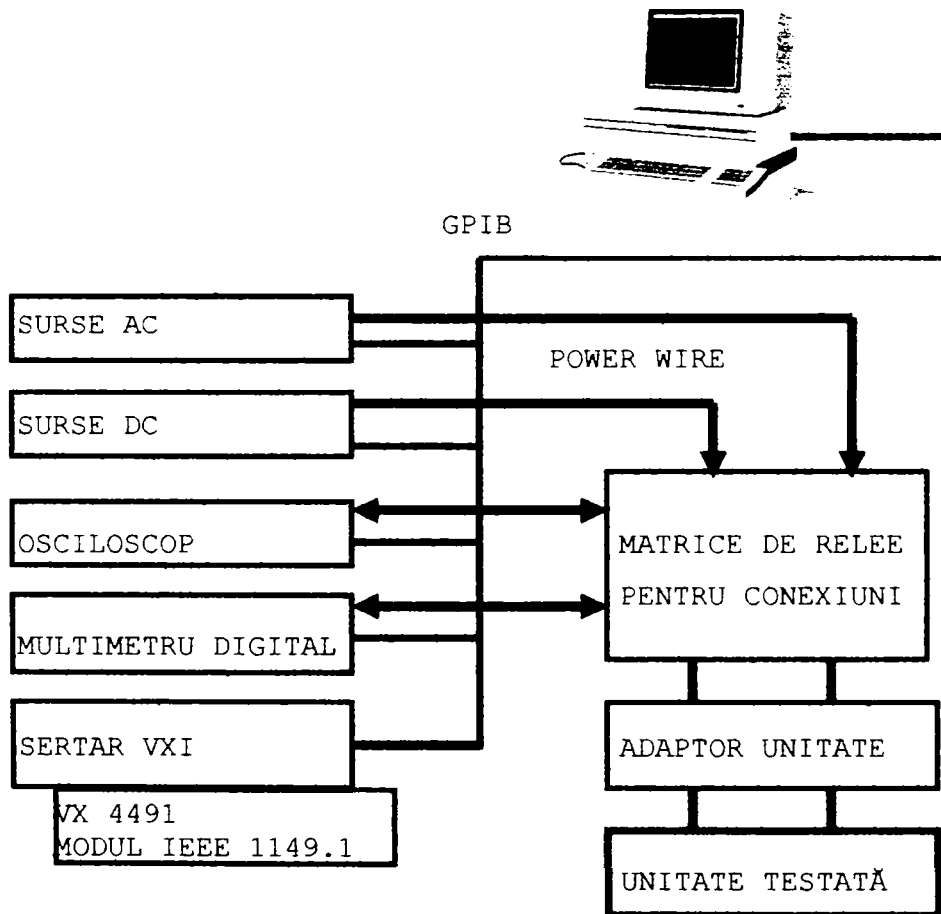 GPIB
SURSE AC
POWER WIRE
SURSE DC
OSCILOSCOP
MATRICE DE RELEE
PENTRU CONEXIUNI
MULTIMETRU DIGITAL
SERTAR VXI
ADAPTOR UNITATE
VX 4491
MODUL IEEE 1149.1
UNITATE TESTATĂ